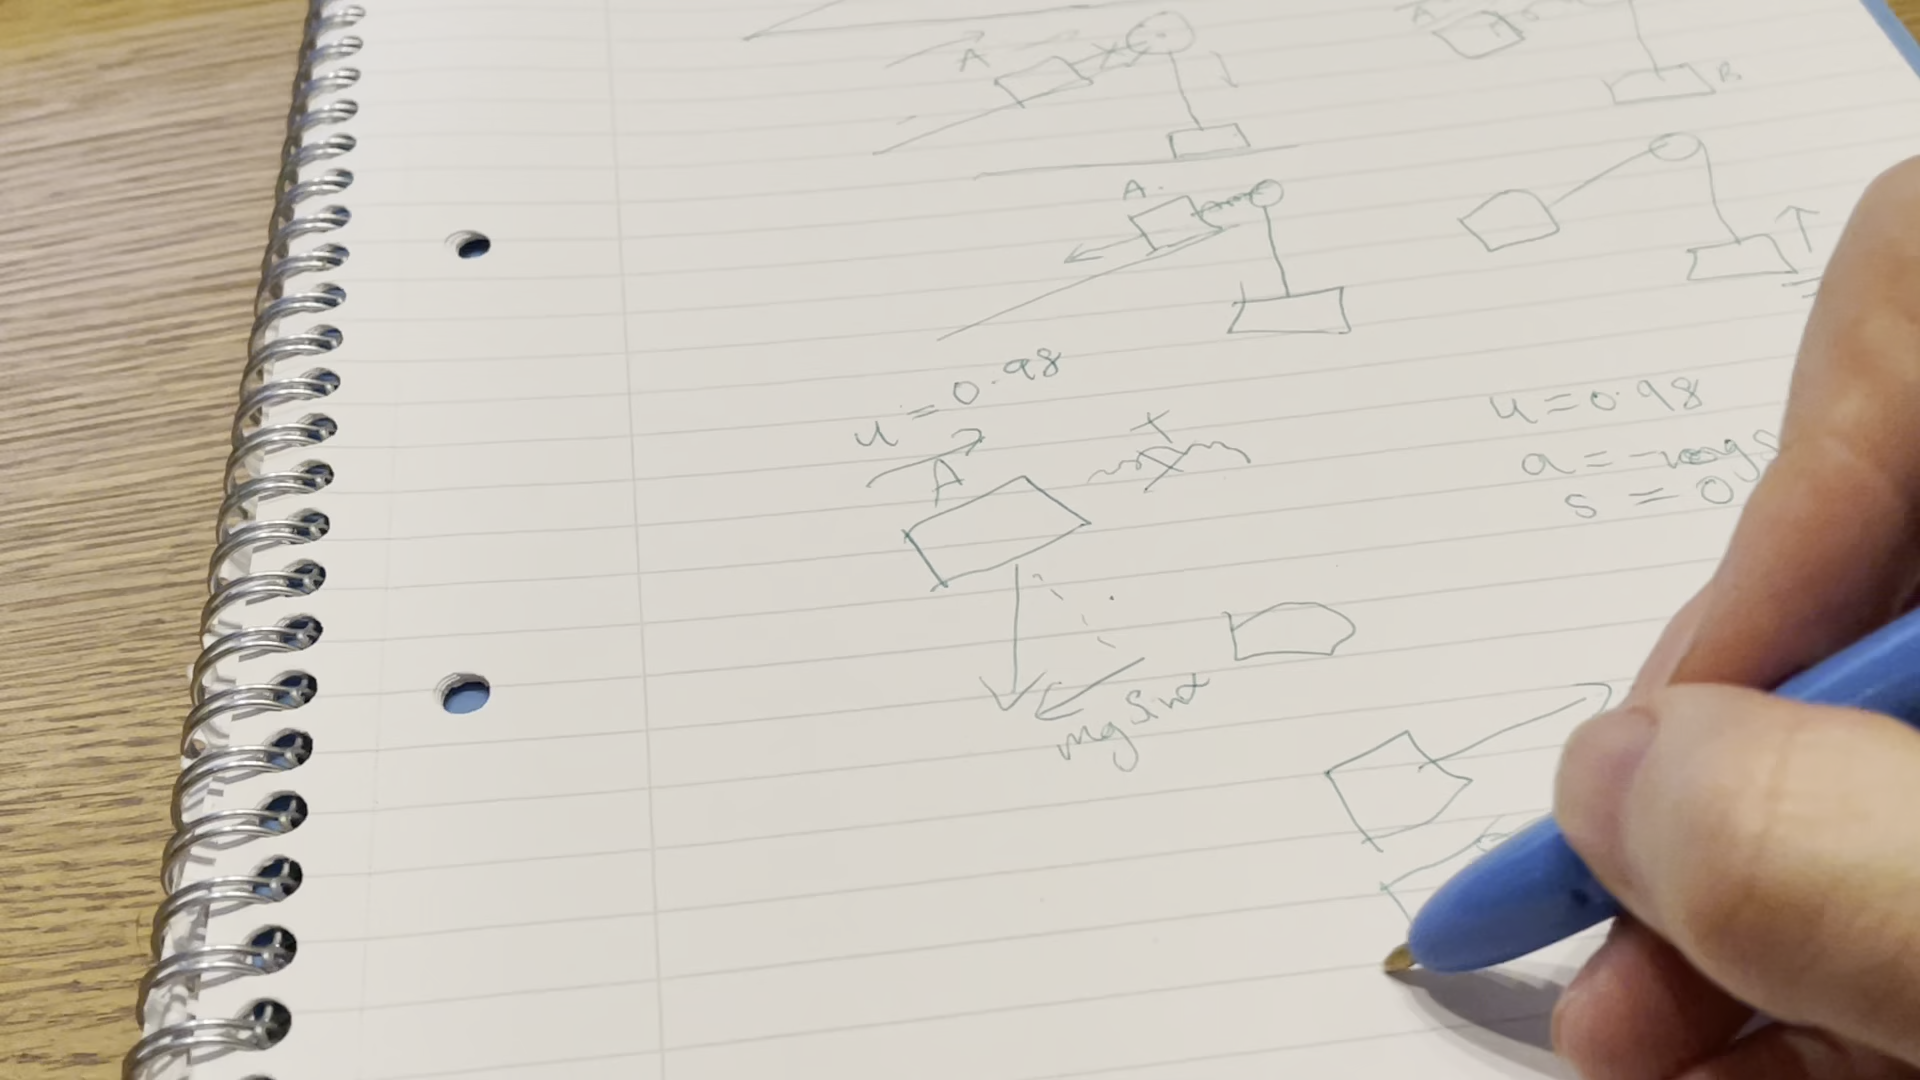 A
A
B
A.
u = 0.98
A
u = 0.98
s = 0
mg sin α